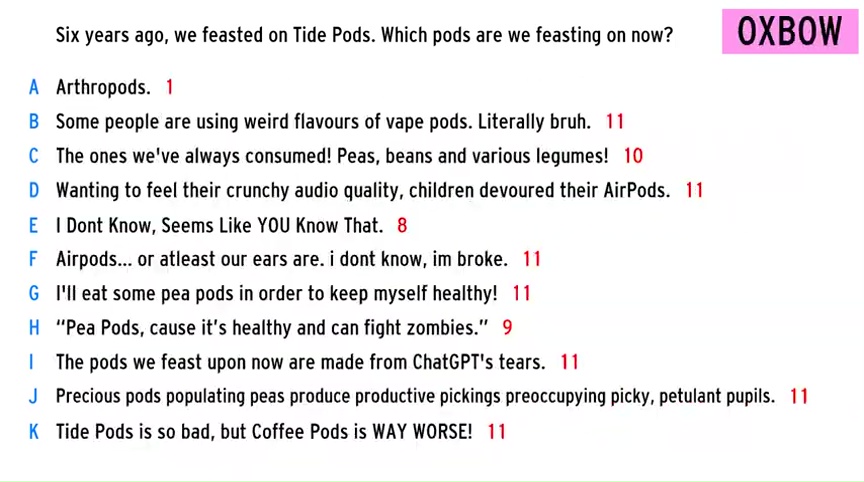 Six years ago, we feasted on Tide Pods. Which pods are we feasting on now?
OXBOW
A Arthropods. 1
B Some people are using weird flavours of vape pods. Literally bruh. 11
C The ones we've always consumed! Peas, beans and various legumes! 10
D Wanting to feel their crunchy audio quality, children devoured their AirPods. 11
E I Dont Know, Seems Like YOU Know That. 8
F Airpods... or atleast our ears are. i dont know, im broke. 11
G I'll eat some pea pods in order to keep myself healthy! 11
H “Pea Pods, cause it’s healthy and can fight zombies.” 9
I The pods we feast upon now are made from ChatGPT's tears. 11
J Precious pods populating peas produce productive pickings preoccupying picky, petulant pupils. 11
K Tide Pods is so bad, but Coffee Pods is WAY WORSE! 11